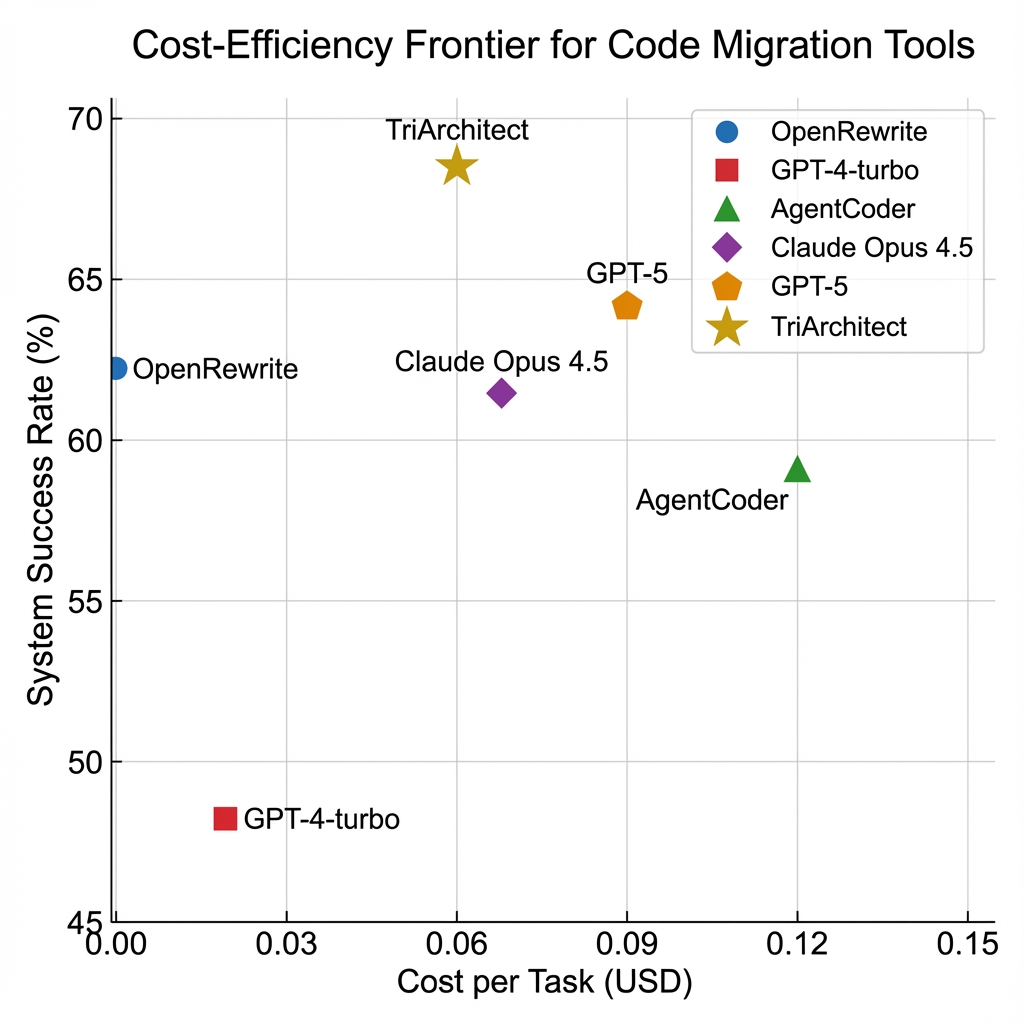 Cost-Efficiency Frontier for Code Migration Tools
System Success Rate (%)
70
65
60
55
50
45
TriArchitect
GPT-5
Claude Opus 4.5
OpenRewrite
AgentCoder
GPT-4-turbo
OpenRewrite
GPT-4-turbo
AgentCoder
Claude Opus 4.5
GPT-5
TriArchitect
0.00 0.03 0.06 0.09 0.12 0.15
Cost per Task (USD)